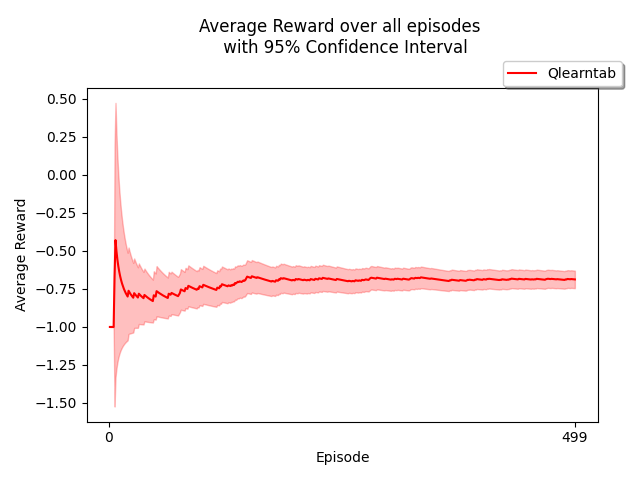 Average Reward over all episodes
with 95% Confidence Interval
Qlearntab
0.50
0.25
0.00
−0.25
−0.50
−0.75
−1.00
−1.25
−1.50
Average Reward
0
499
Episode